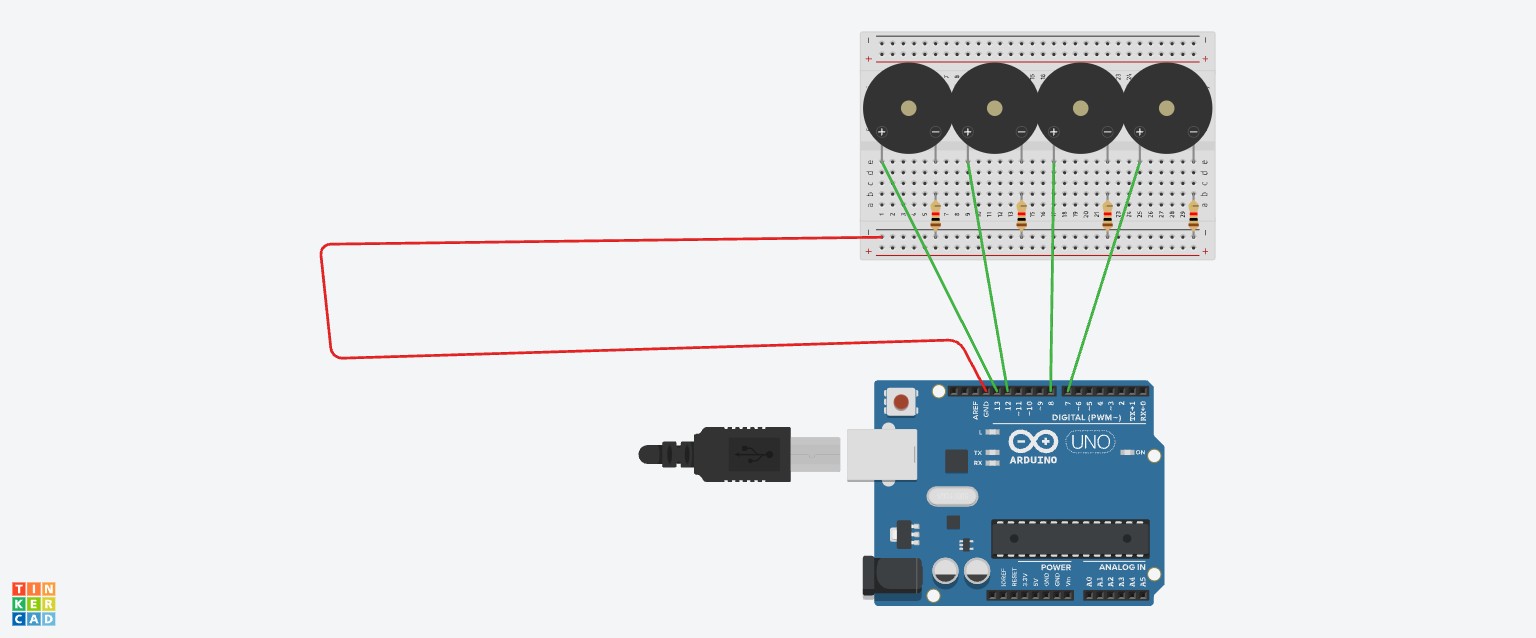 AREF
GND
13
12
~11
~10
~9
8
7
~6
~5
4
~3
2
TX→1
RX←0
DIGITAL (PWM~)
L
TX
RX
ARDUINO
UNO
ON
IOREF
RESET
3.3V
5V
GND
GND
Vin
POWER
ANALOG IN
A0
A1
A2
A3
A4
A5
TIN
KER
CAD